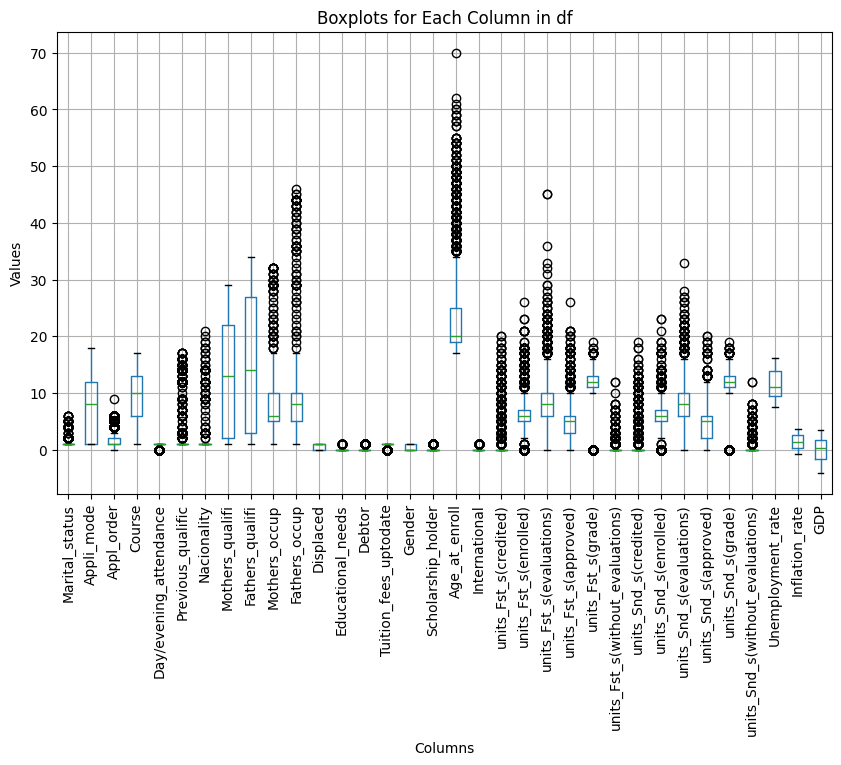 Boxplots for Each Column in df
Values
70
60
50
40
30
20
10
0
Marital_status
Appli_mode
Appl_order
Course
Day/evening_attendance
Previous_qualific
Nacionality
Mothers_qualifi
Fathers_qualifi
Mothers_occup
Fathers_occup
Displaced
Educational_needs
Debtor
Tuition_fees_uptodate
Gender
Scholarship_holder
Age_at_enroll
International
units_Fst_s(credited)
units_Fst_s(enrolled)
units_Fst_s(evaluations)
units_Fst_s(approved)
units_Fst_s(grade)
units_Fst_s(without_evaluations)
units_Snd_s(credited)
units_Snd_s(enrolled)
units_Snd_s(evaluations)
units_Snd_s(approved)
units_Snd_s(grade)
units_Snd_s(without_evaluations)
Unemployment_rate
Inflation_rate
GDP
Columns